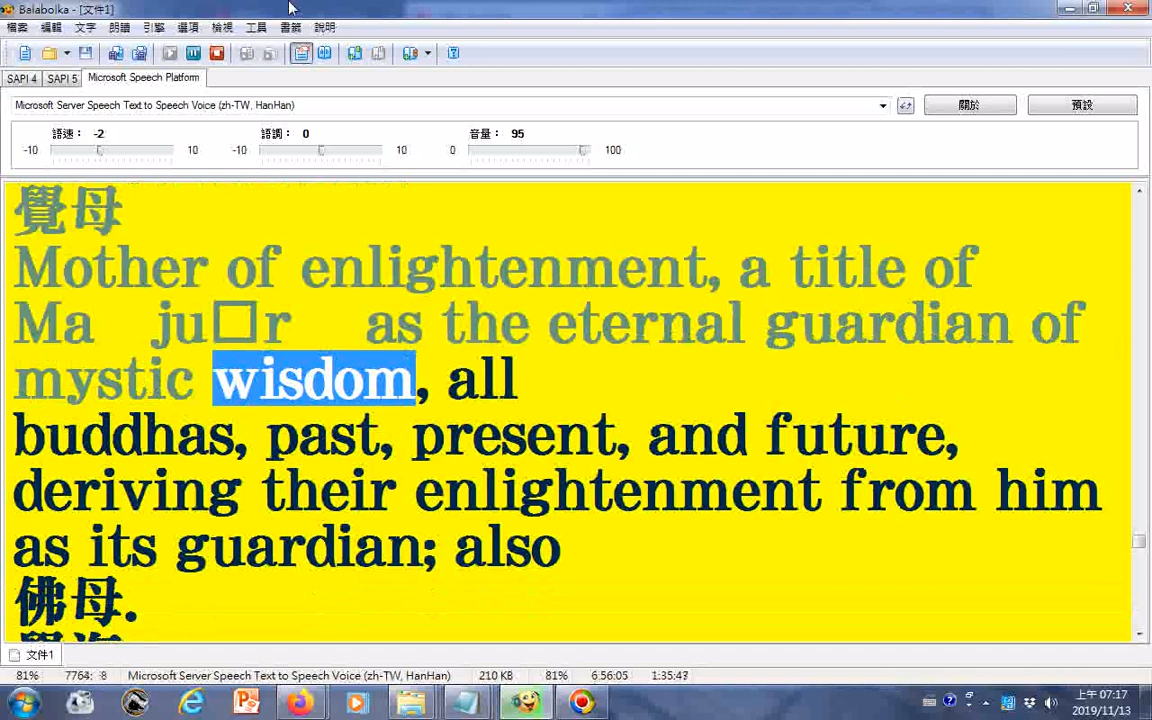 Balabolka - [文件1]
檔案 編輯 文字 朗讀 引擎 選項 檢視 工具 書籤 說明
SAPI 4 SAPI 5 Microsoft Speech Platform
Microsoft Server Speech Text to Speech Voice (zh-TW, HanHan) 關於 預設
語速： -2 語調： 0 音量： 95
-10 10 -10 10 0 100
覺母
Mother of enlightenment, a title of
Ma ju□r as the eternal guardian of
mystic wisdom, all
buddhas, past, present, and future,
deriving their enlightenment from him
as its guardian; also
佛母.
文件1
81% Microsoft Server Speech Text to Speech Voice (zh-TW, HanHan) 210 KB 81% 6:56:05 1:35:47
上午 07:17
2019/11/13